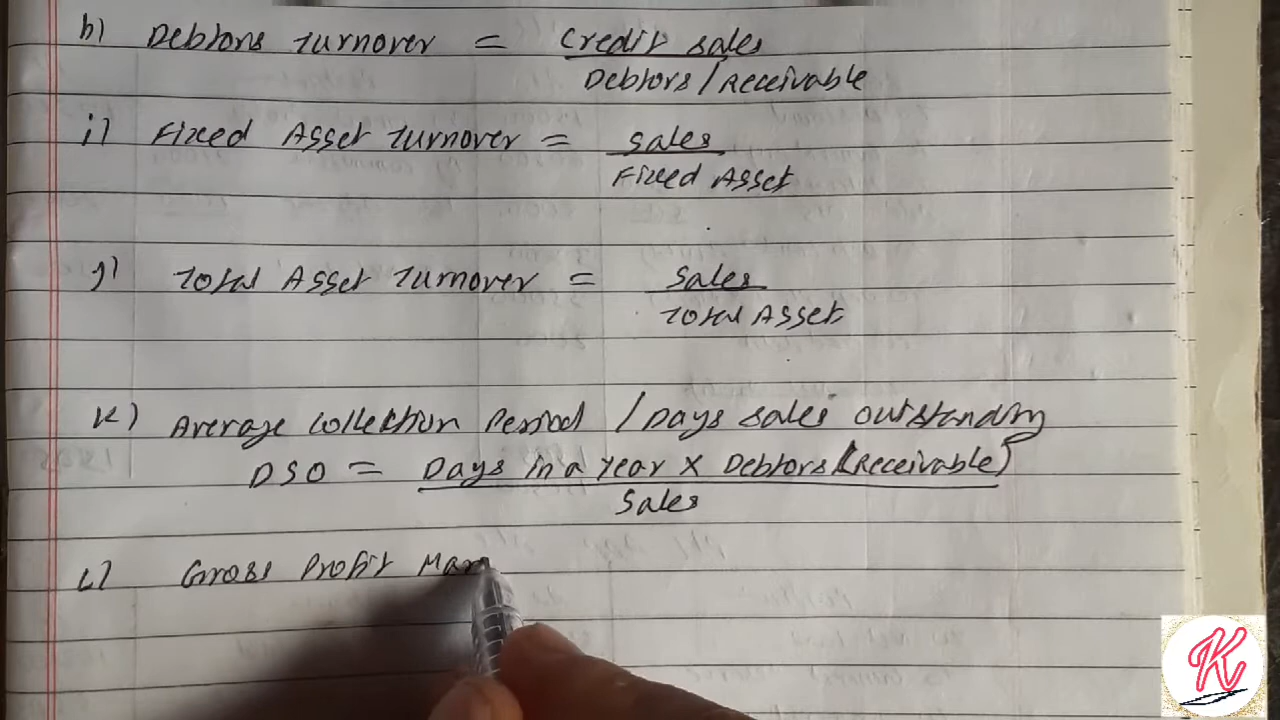 h) Debtors Turnover = Credit sales
Debtors / Receivable
i) Fixed Asset Turnover = Sales
Fixed Asset
j) Total Asset Turnover = Sales
Total Asset
k) Average Collection Period / Days sales outstanding
DSO = Days in a year X Debtors (Receivable)
Sales
L) Gross Profit Mar
K